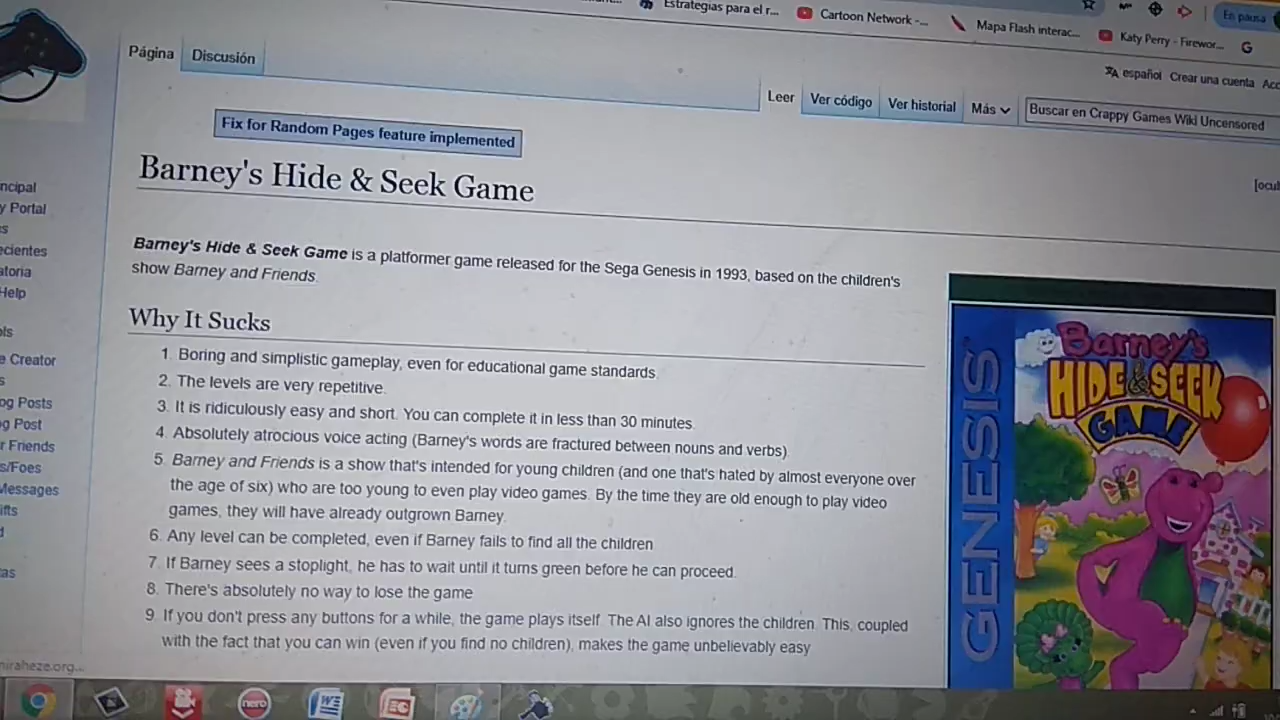 Estrategias para el r...
Cartoon Network -...
Mapa Flash interac...
Katy Perry - Firewor...
En pausa
Página
Discusión
español Crear una cuenta Acc
Leer
Ver código
Ver historial
Más
Buscar en Crappy Games Wiki Uncensored
Fix for Random Pages feature implemented
Barney's Hide & Seek Game
[ocul
ncipal
y Portal
s
ecientes
atoria
Help
ols
e Creator
s
og Posts
g Post
r Friends
s/Foes
Messages
ifts
d
as
Barney's Hide & Seek Game is a platformer game released for the Sega Genesis in 1993, based on the children's
show Barney and Friends.
Why It Sucks
1. Boring and simplistic gameplay, even for educational game standards.
2. The levels are very repetitive.
3. It is ridiculously easy and short. You can complete it in less than 30 minutes.
4. Absolutely atrocious voice acting (Barney's words are fractured between nouns and verbs).
5. Barney and Friends is a show that's intended for young children (and one that's hated by almost everyone over
the age of six) who are too young to even play video games. By the time they are old enough to play video
games, they will have already outgrown Barney.
6. Any level can be completed, even if Barney fails to find all the children.
7. If Barney sees a stoplight, he has to wait until it turns green before he can proceed.
8. There's absolutely no way to lose the game.
9. If you don't press any buttons for a while, the game plays itself. The AI also ignores the children. This, coupled
with the fact that you can win (even if you find no children), makes the game unbelievably easy
GENESIS
Barney's
HIDE & SEEK
GAME
miraheze.org...
nero